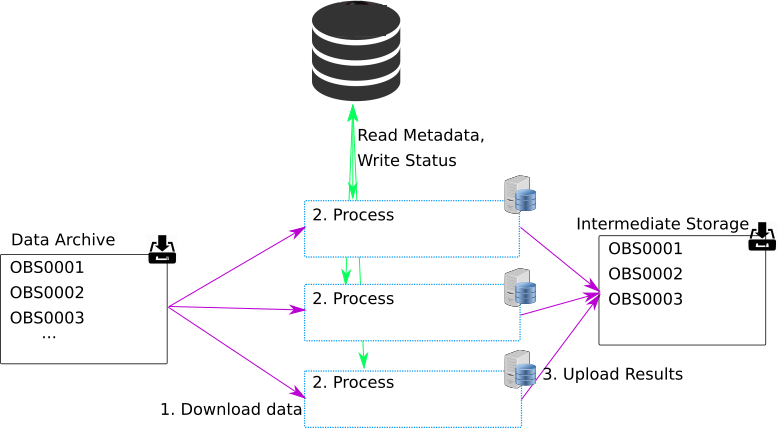 Read Metadata,
Write Status
2. Process
Data Archive
Intermediate Storage
OBS0001
OBS0002
OBS0003
...
OBS0001
OBS0002
OBS0003
2. Process
2. Process
3. Upload Results
1. Download data